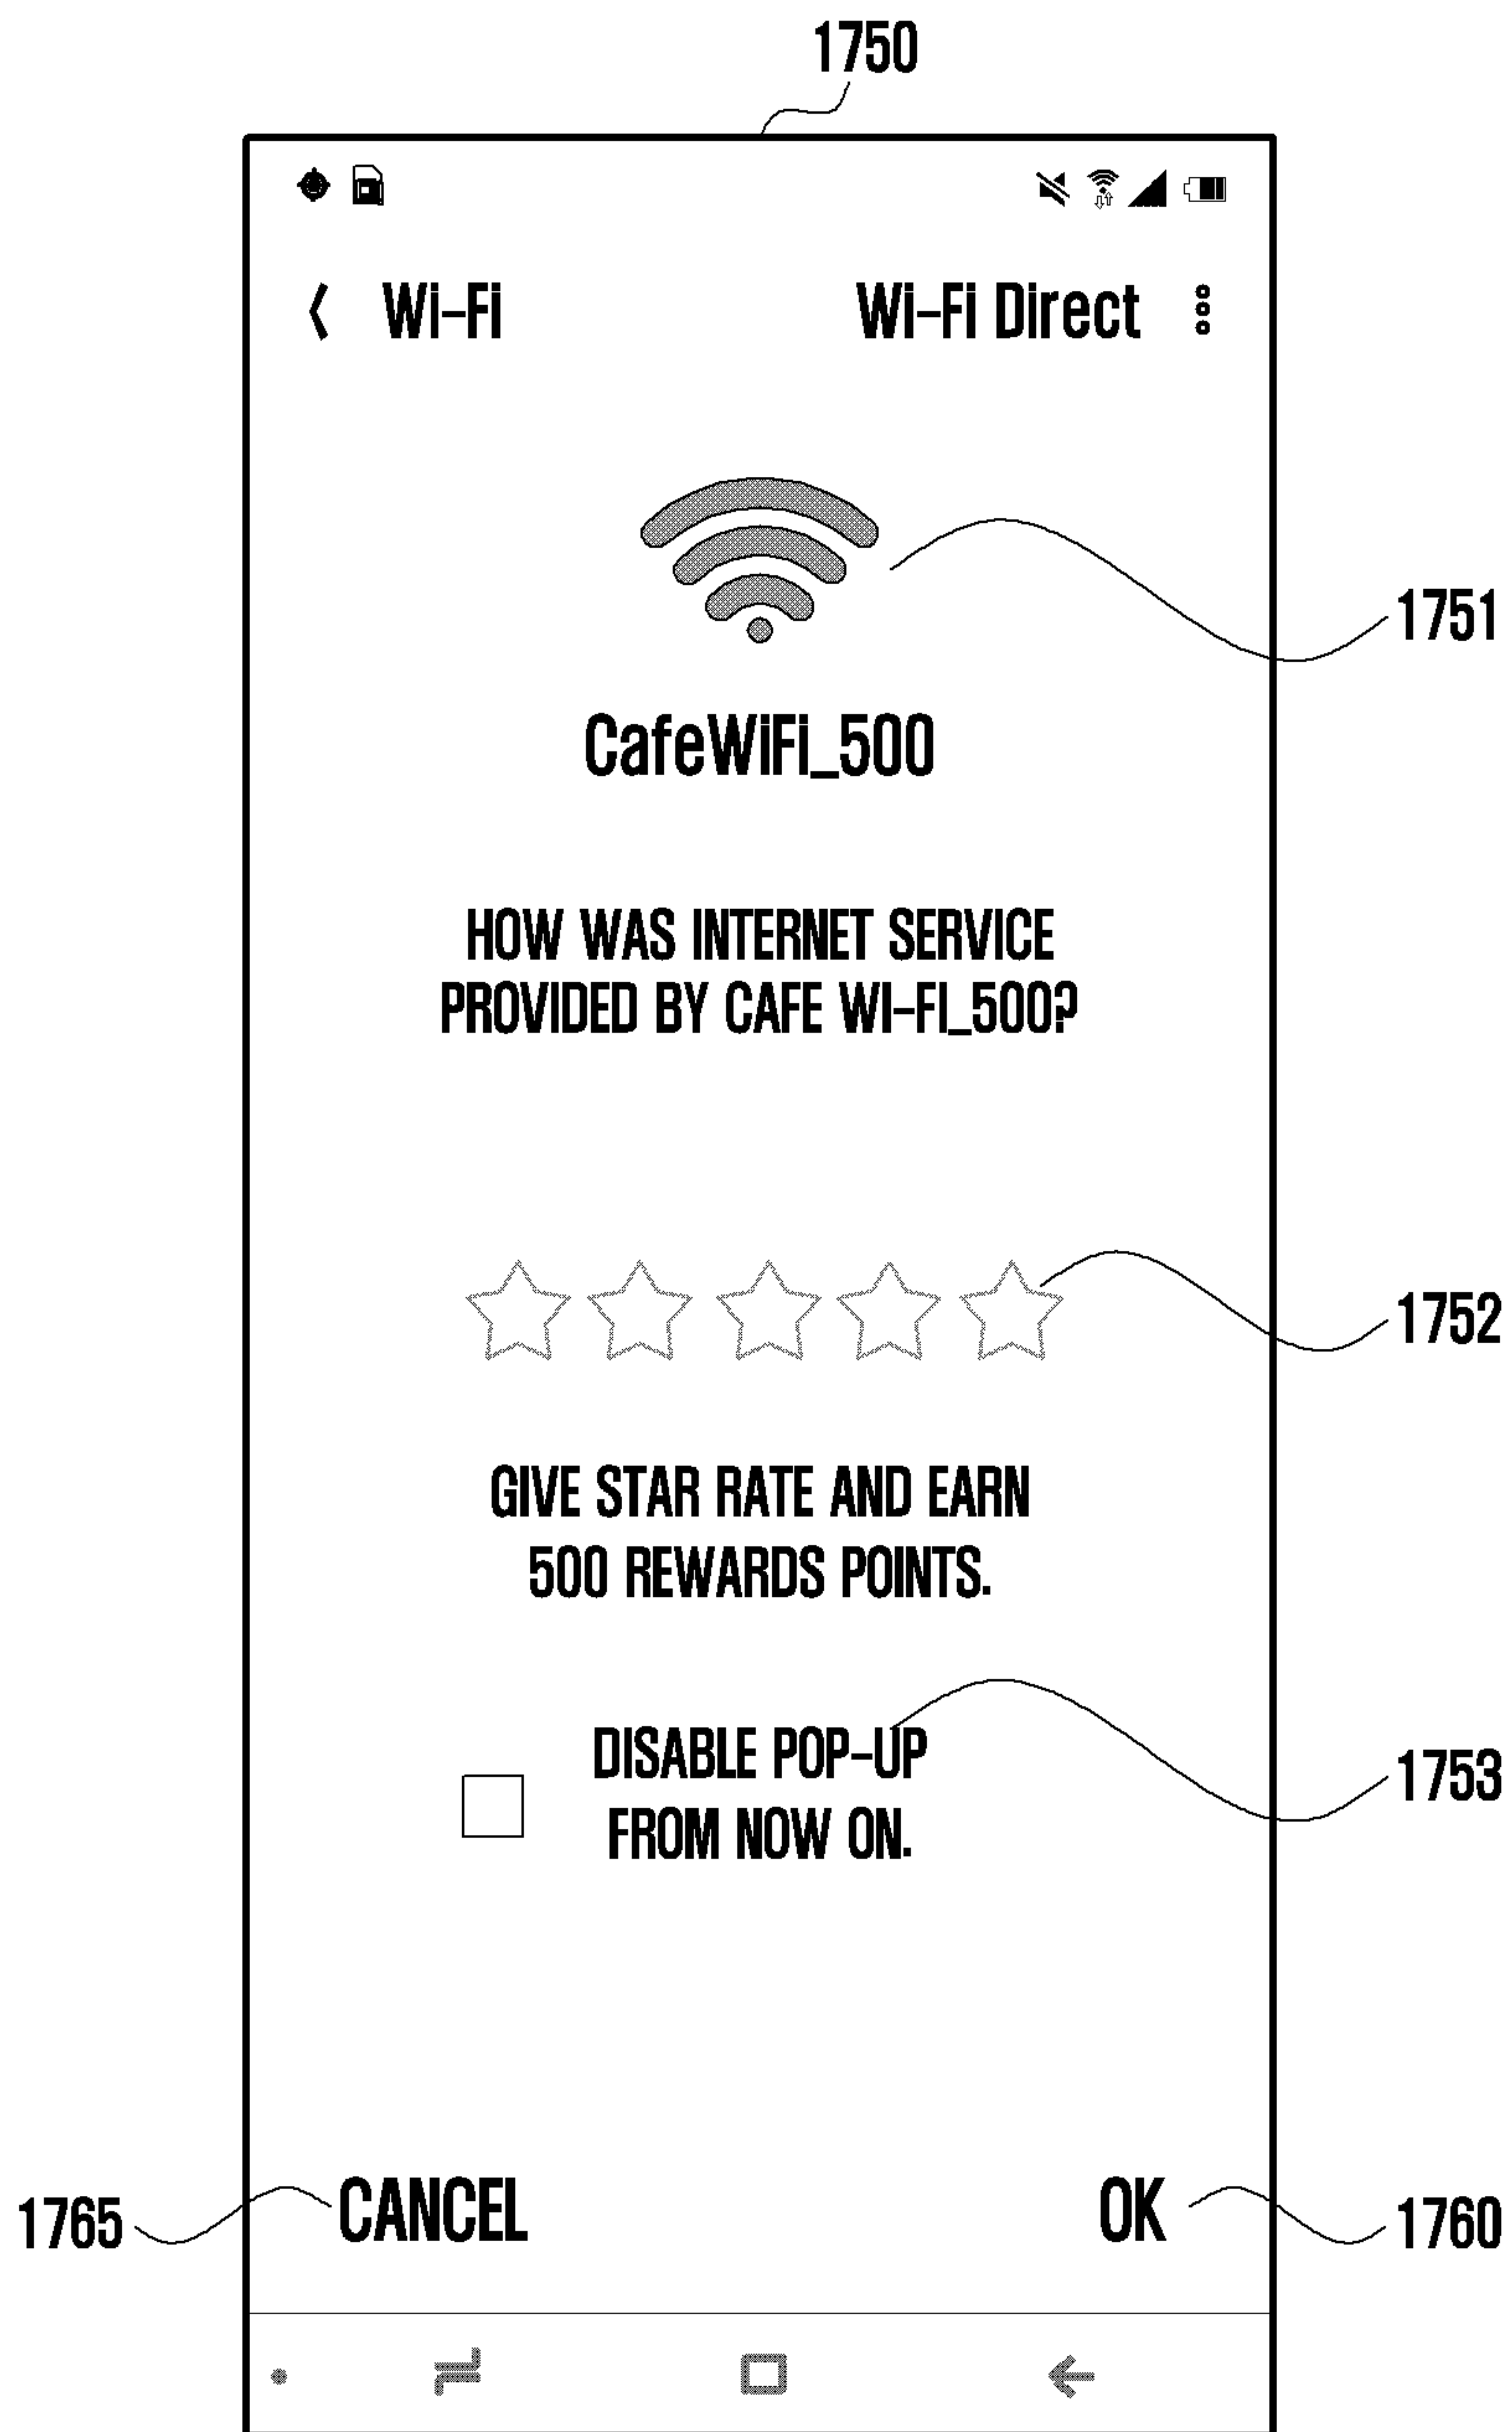 1750
Wi-Fi Wi-Fi Direct
1751
CafeWiFi_500
HOW WAS INTERNET SERVICE
PROVIDED BY CAFE WI-FI_500?
1752
GIVE STAR RATE AND EARN
500 REWARDS POINTS.
DISABLE POP-UP
1753
FROM NOW ON.
1765 CANCEL OK 1760